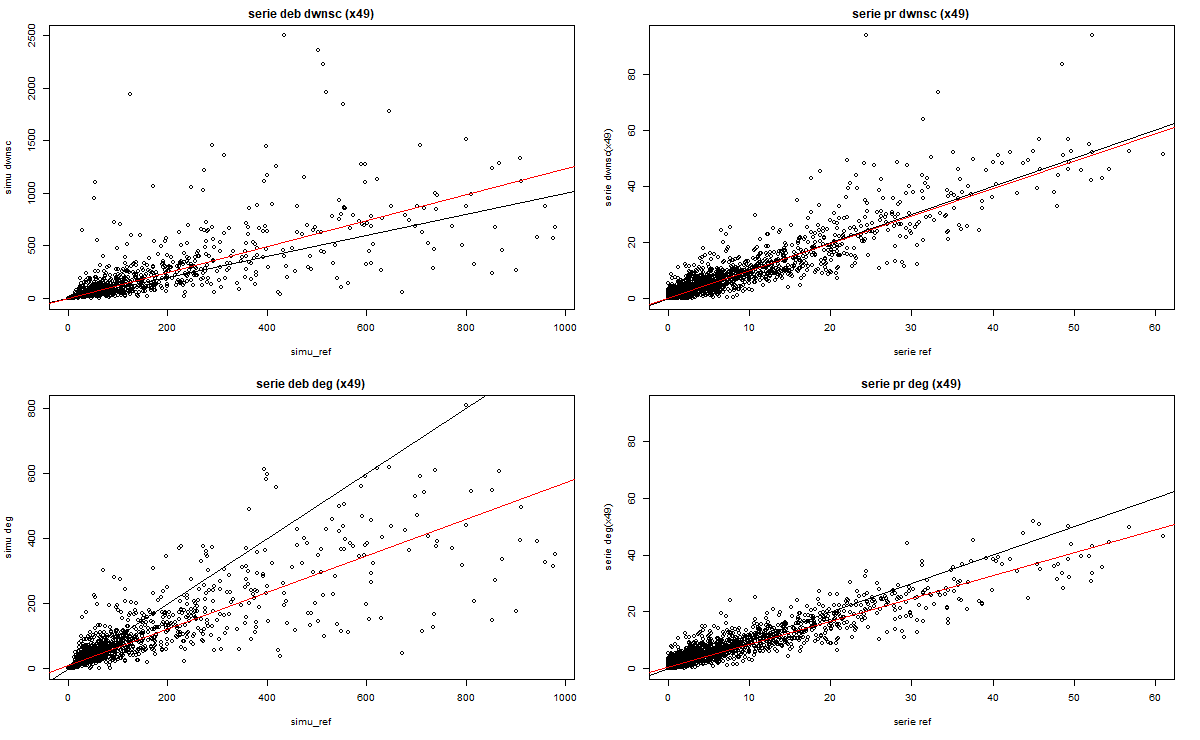 serie deb dwnsc (x49)
simu dwnsc
0 500 1000 1500 2000 2500
0 200 400 600 800 1000
simu_ref
serie pr dwnsc (x49)
serie dwnsc(x49)
0 20 40 60 80
0 10 20 30 40 50 60
serie ref
serie deb deg (x49)
simu deg
0 200 400 600 800
0 200 400 600 800 1000
simu_ref
serie pr deg (x49)
serie deg(x49)
0 20 40 60 80
0 10 20 30 40 50 60
serie ref